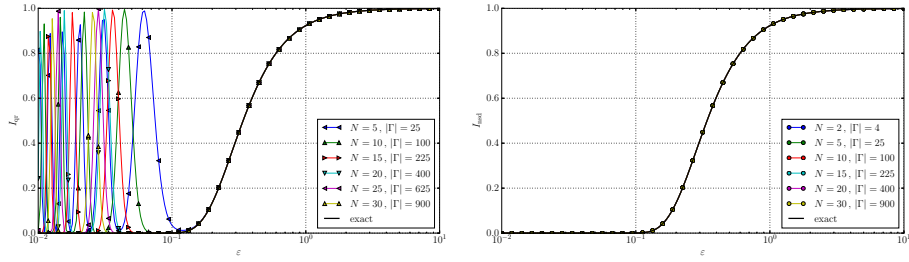 1.0
0.8
0.6
0.4
0.2
0.0
I_qr
10^-2
10^-1
10^0
10^1
ε
N = 5 , |Γ| = 25
N = 10 , |Γ| = 100
N = 15 , |Γ| = 225
N = 20 , |Γ| = 400
N = 25 , |Γ| = 625
N = 30 , |Γ| = 900
exact
1.0
0.8
0.6
0.4
0.2
0.0
10^-2
10^-1
10^0
10^1
ε
N = 2 , |Γ| = 4
N = 5 , |Γ| = 25
N = 10 , |Γ| = 100
N = 15 , |Γ| = 225
N = 20 , |Γ| = 400
N = 30 , |Γ| = 900
exact